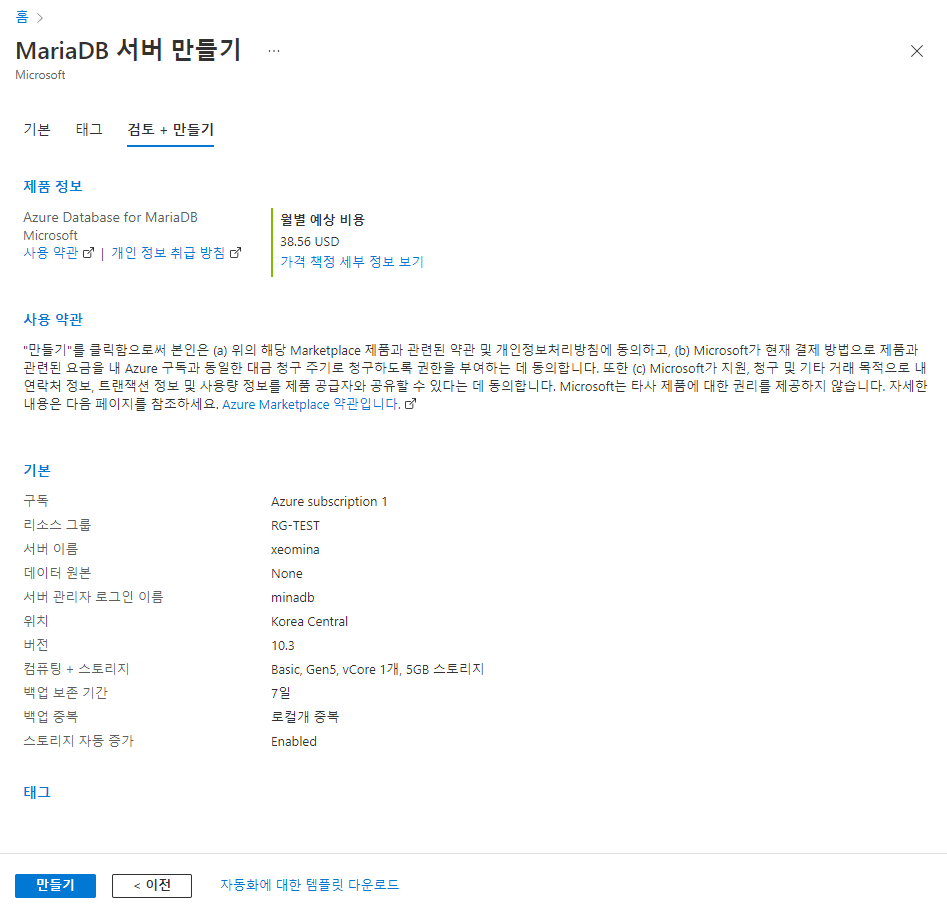 홈 >
MariaDB 서버 만들기 ...
Microsoft
기본 태그 검토 + 만들기
제품 정보
Azure Database for MariaDB
Microsoft
사용 약관 | 개인 정보 취급 방침
월별 예상 비용
38.56 USD
가격 책정 세부 정보 보기
사용 약관
"만들기"를 클릭함으로써 본인은 (a) 위의 해당 Marketplace 제품과 관련된 약관 및 개인정보처리방침에 동의하고, (b) Microsoft가 현재 결제 방법으로 제품과
관련된 요금을 내 Azure 구독과 동일한 대금 청구 주기로 청구하도록 권한을 부여하는 데 동의합니다. 또한 (c) Microsoft가 지원, 청구 및 기타 거래 목적으로 내
연락처 정보, 트랜잭션 정보 및 사용량 정보를 제품 공급자와 공유할 수 있다는 데 동의합니다. Microsoft는 타사 제품에 대한 권리를 제공하지 않습니다. 자세한
내용은 다음 페이지를 참조하세요. Azure Marketplace 약관입니다.
기본
구독 Azure subscription 1
리소스 그룹 RG-TEST
서버 이름 xeomina
데이터 원본 None
서버 관리자 로그인 이름 minadb
위치 Korea Central
버전 10.3
컴퓨팅 + 스토리지 Basic, Gen5, vCore 1개, 5GB 스토리지
백업 보존 기간 7일
백업 중복 로컬개 중복
스토리지 자동 증가 Enabled
태그
만들기 < 이전 자동화에 대한 템플릿 다운로드